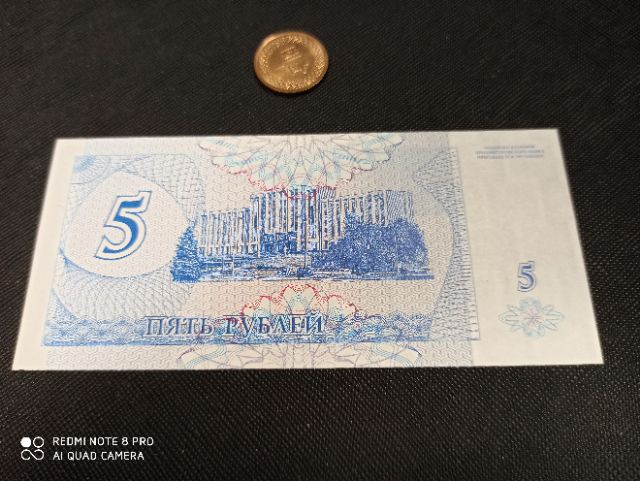 5
ПЯТЬ РУБЛЕЙ
5
REDMI NOTE 8 PRO
AI QUAD CAMERA